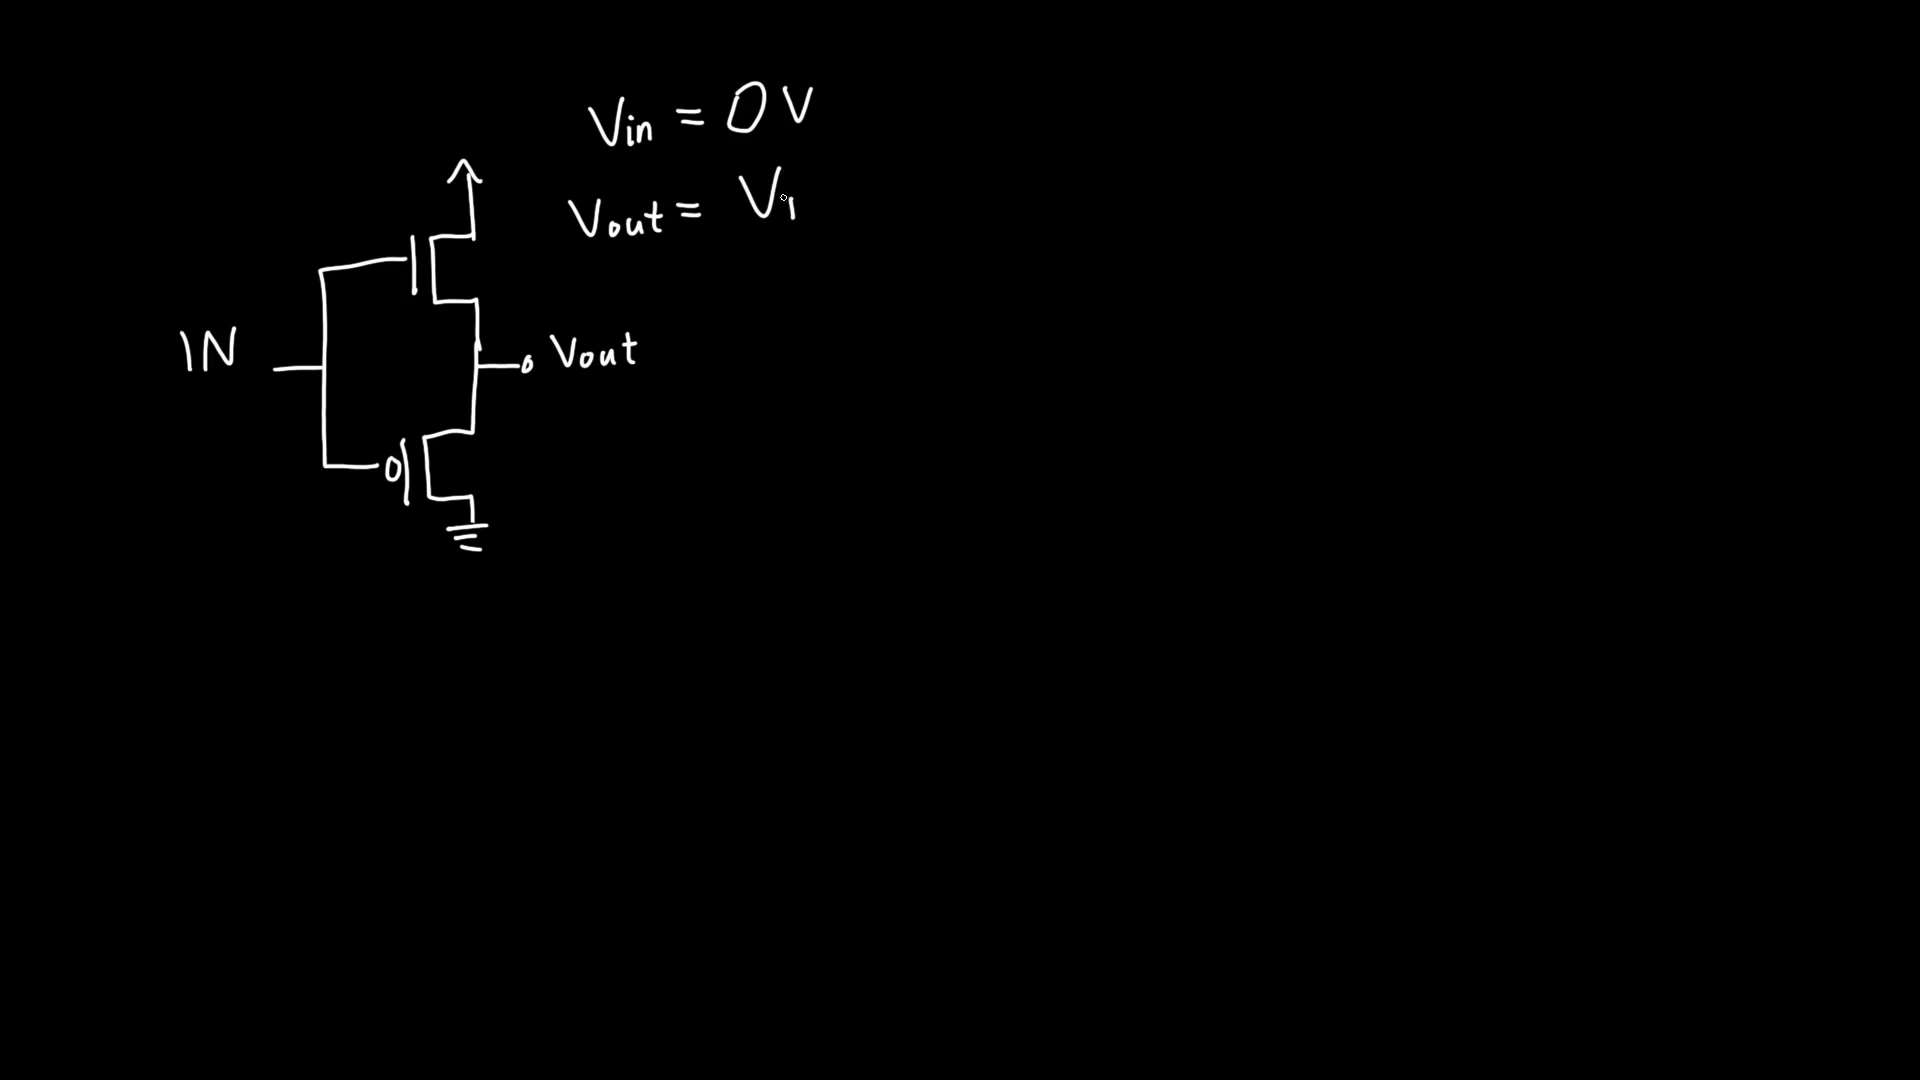 Vin = 0 V
Vout = V1
IN
Vout